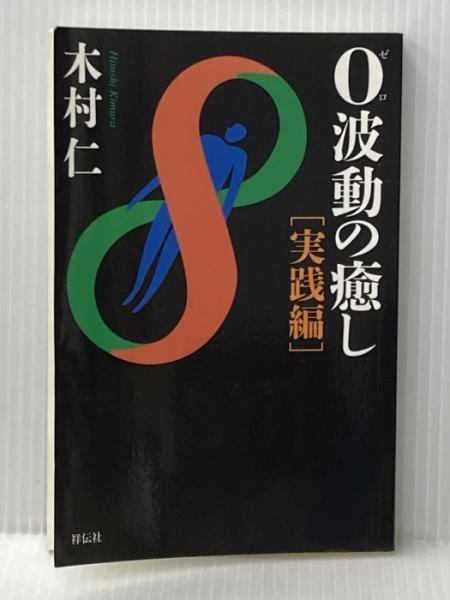 0波動の癒し
ゼロ
[実践編]
木村仁
Hitoshi Kimura
祥伝社